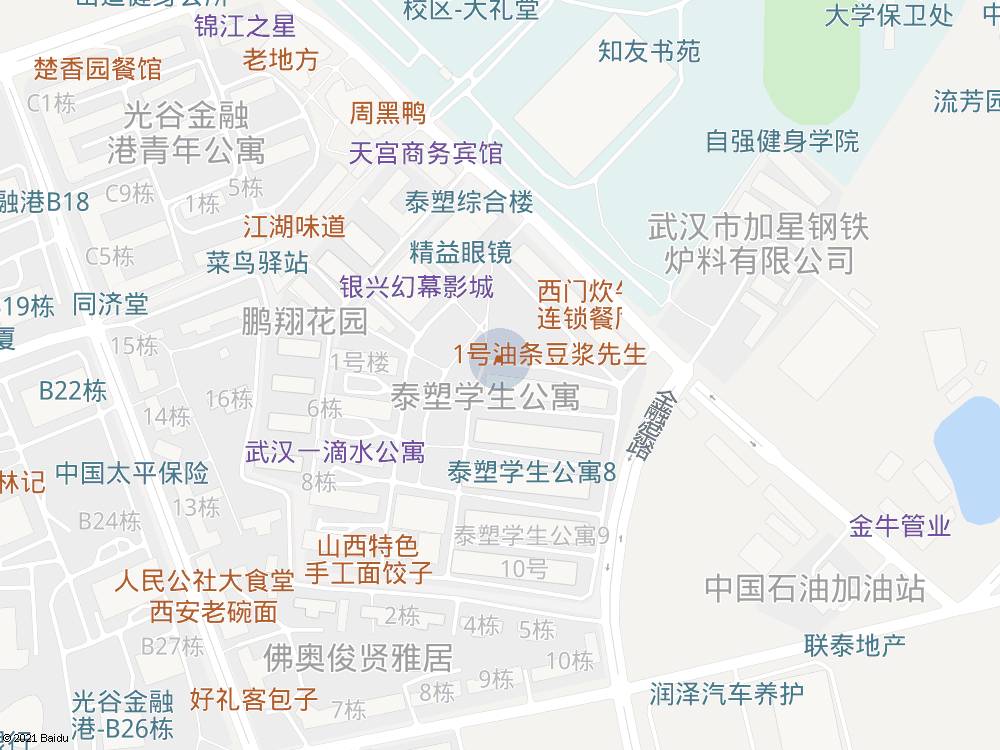 校区-大礼堂
大学保卫处
锦江之星
知友书苑
老地方
楚香园餐馆
C1栋
流芳园
周黑鸭
光谷金融
港青年公寓
自强健身学院
天宫商务宾馆
5栋
C9栋
1栋
融港B18
泰塑综合楼
江湖味道
武汉市加星钢铁
炉料有限公司
精益眼镜
C5栋
菜鸟驿站
银兴幻幕影城
西门炊牛
连锁餐厅
B19栋
同济堂
鹏翔花园
厦
15栋
1号楼
1号油条豆浆先生
B22栋
16栋
泰塑学生公寓
6栋
14栋
金融港路
武汉一滴水公寓
中国太平保险
泰塑学生公寓8
林记
8栋
13栋
B24栋
金牛管业
泰塑学生公寓9
山西特色
手工面饺子
10号
人民公社大食堂
中国石油加油站
西安老碗面
2栋
4栋
5栋
B27栋
联泰地产
佛奥俊贤雅居
10栋
9栋
8栋
好礼客包子
润泽汽车养护
光谷金融
港-B26栋
7栋
© 2021 Baidu